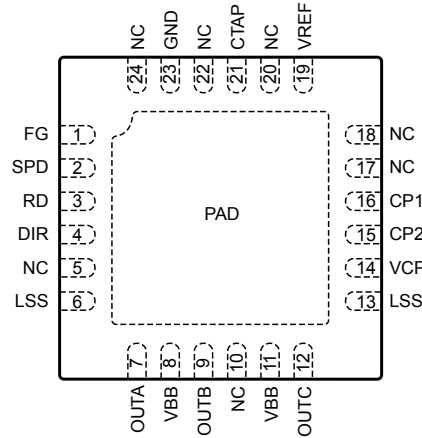 NC
GND
NC
CTAP
NC
VREF
24
23
22
21
20
19
FG 1
SPD 2
RD 3
DIR 4
NC 5
LSS 6
PAD
18 NC
17 NC
16 CP1
15 CP2
14 VCP
13 LSS
7
8
9
10
11
12
OUTA
VBB
OUTB
NC
VBB
OUTC